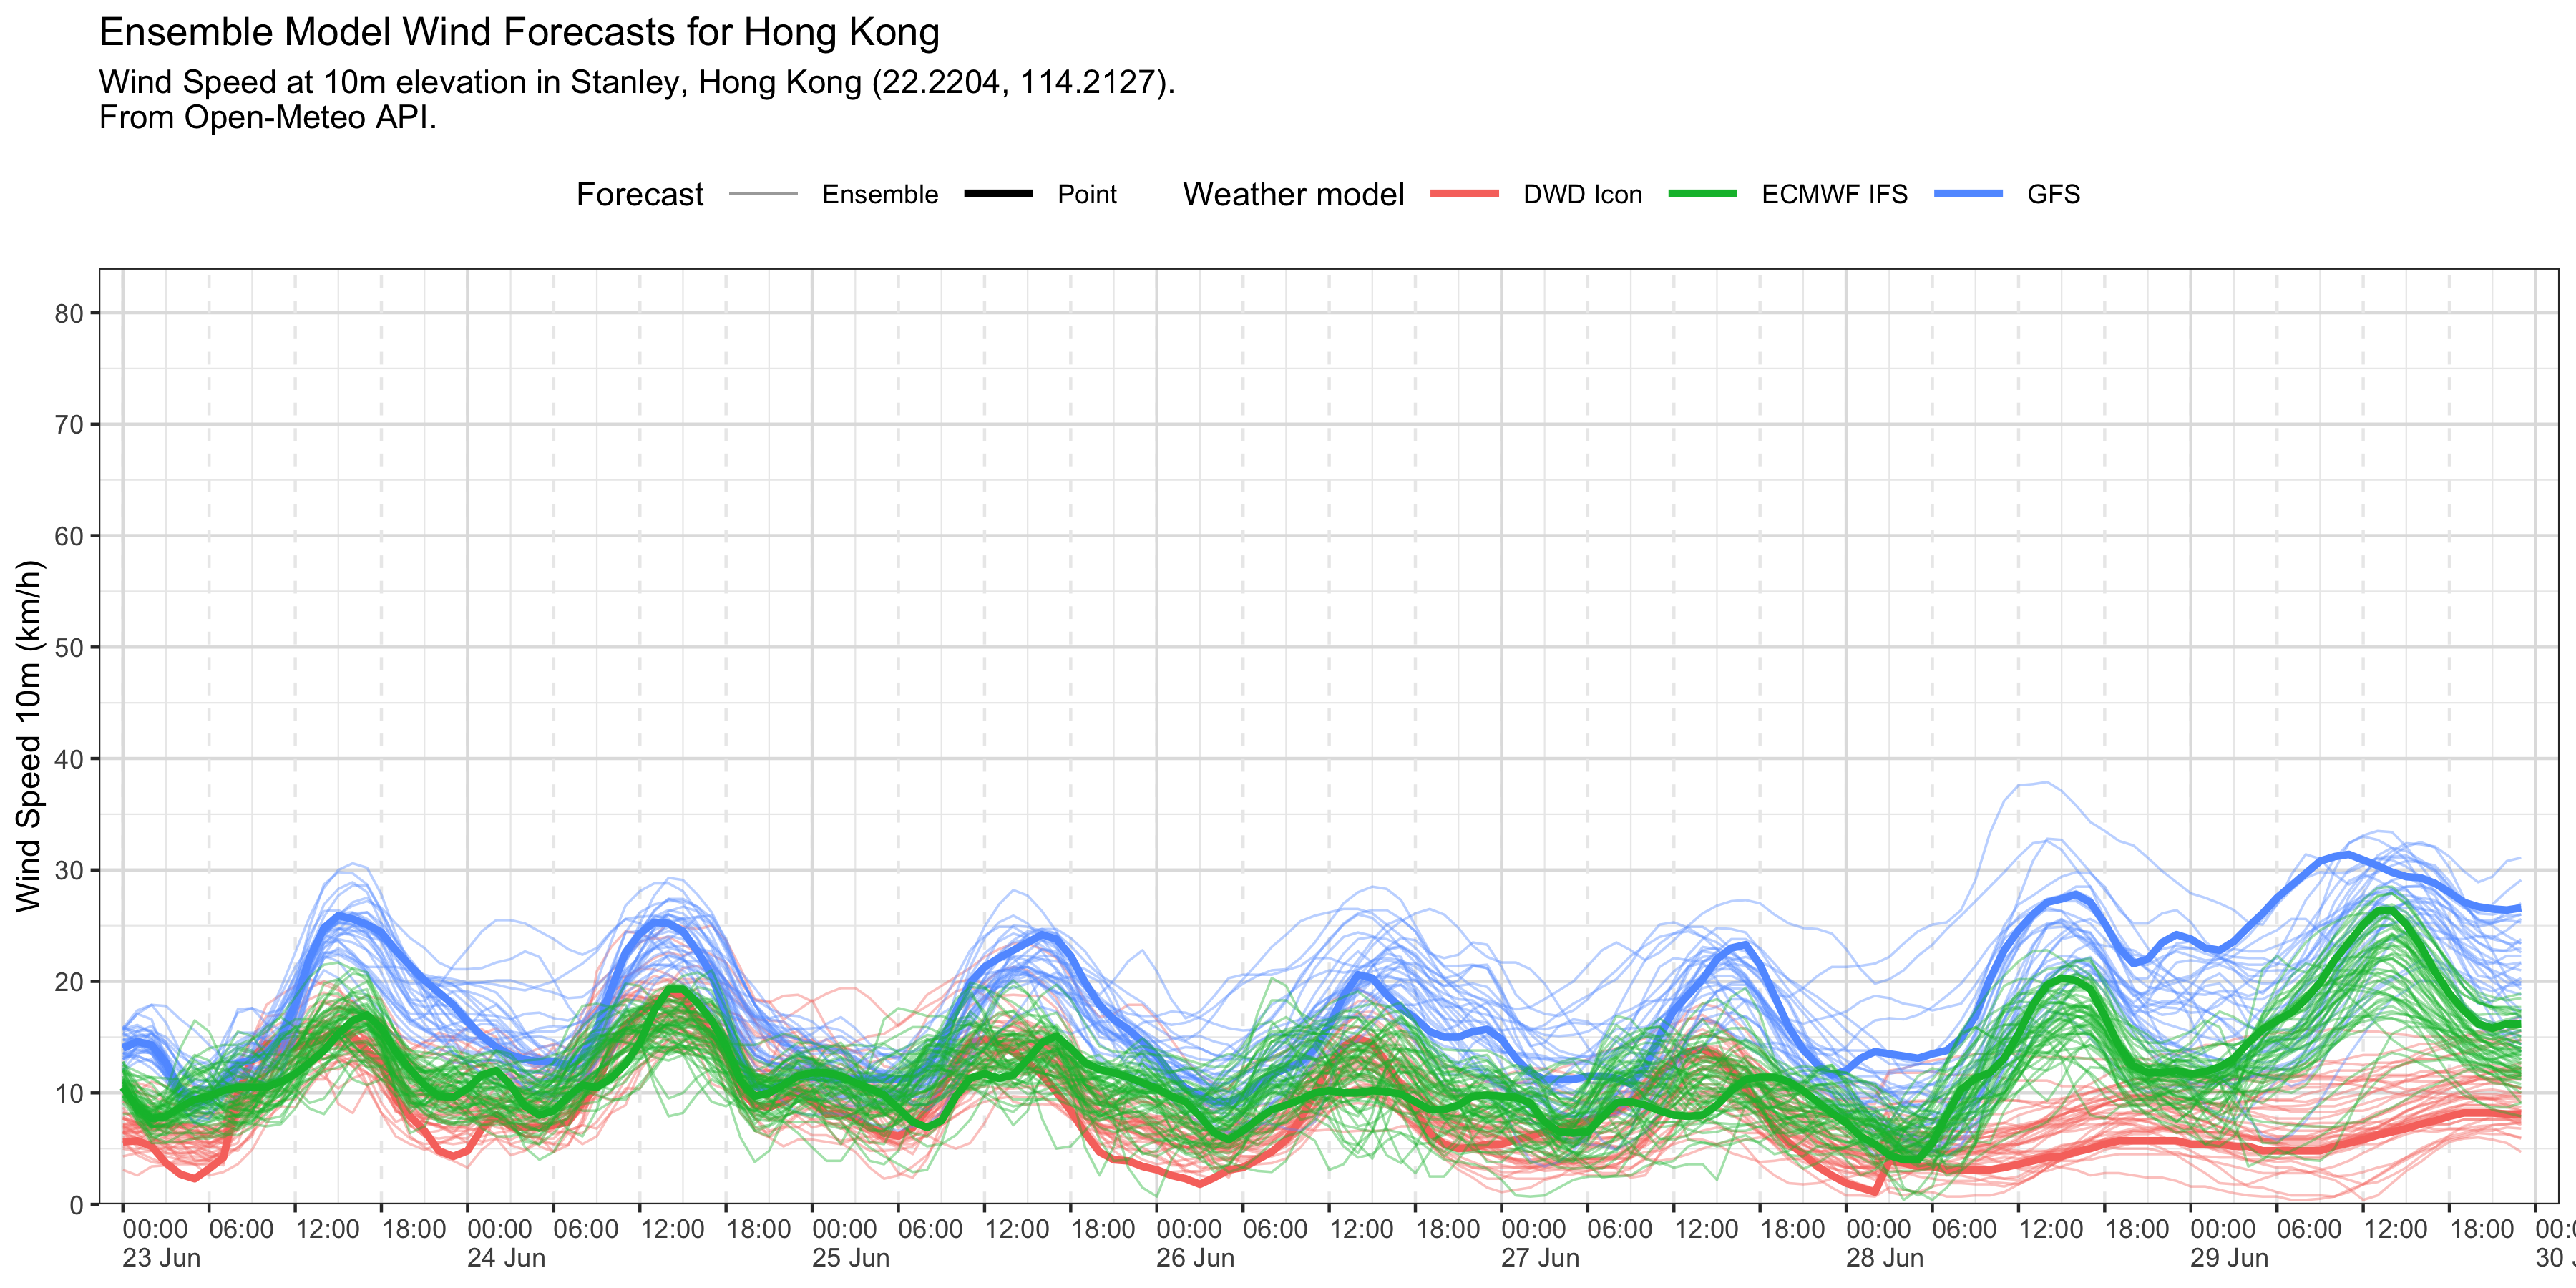 Ensemble Model Wind Forecasts for Hong Kong
Wind Speed at 10m elevation in Stanley, Hong Kong (22.2204, 114.2127).
From Open-Meteo API.
Forecast Ensemble Point Weather model DWD Icon ECMWF IFS GFS
Wind Speed 10m (km/h)
80
70
60
50
40
30
20
10
0
00:00 06:00 12:00 18:00 00:00 06:00 12:00 18:00 00:00 06:00 12:00 18:00 00:00 06:00 12:00 18:00 00:00 06:00 12:00 18:00 00:00 06:00 12:00 18:00 00:00 06:00 12:00 18:00
23 Jun 24 Jun 25 Jun 26 Jun 27 Jun 28 Jun 29 Jun 30